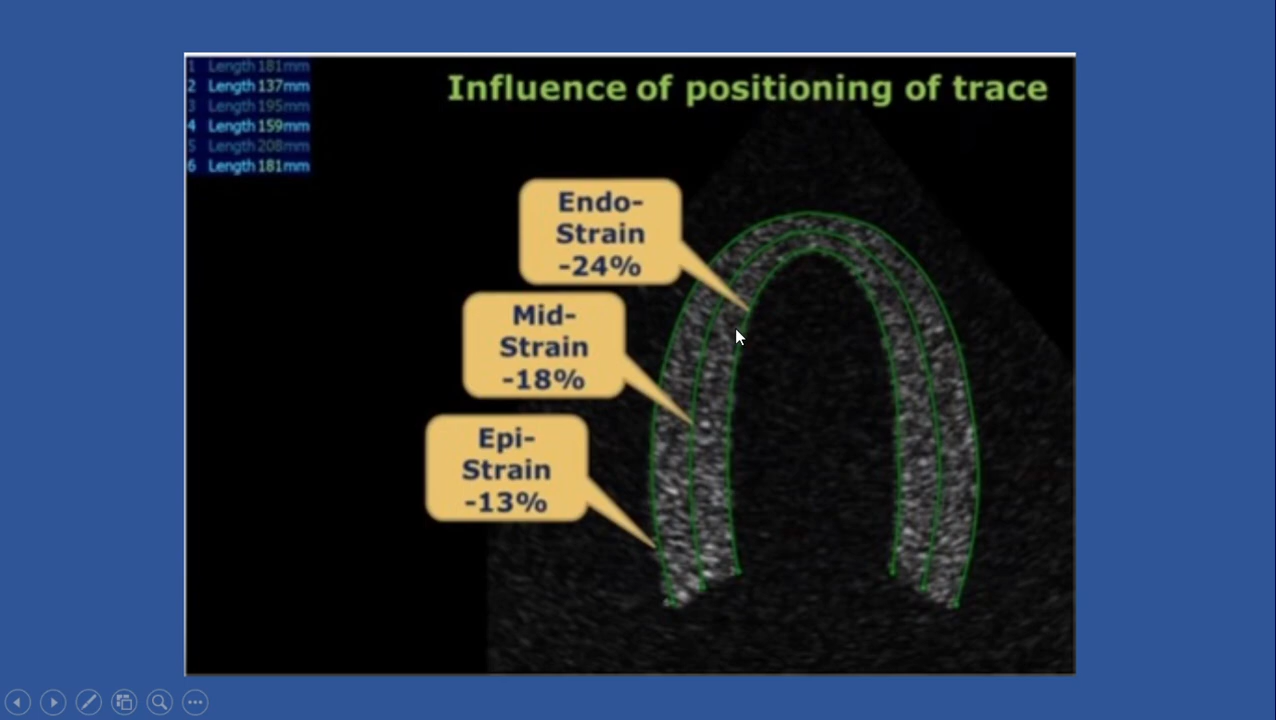 1 Length 181mm
2 Length 137mm
3 Length 195mm
4 Length 159mm
5 Length 208mm
6 Length 181mm
Influence of positioning of trace
Endo-
Strain
-24%
Mid-
Strain
-18%
Epi-
Strain
-13%